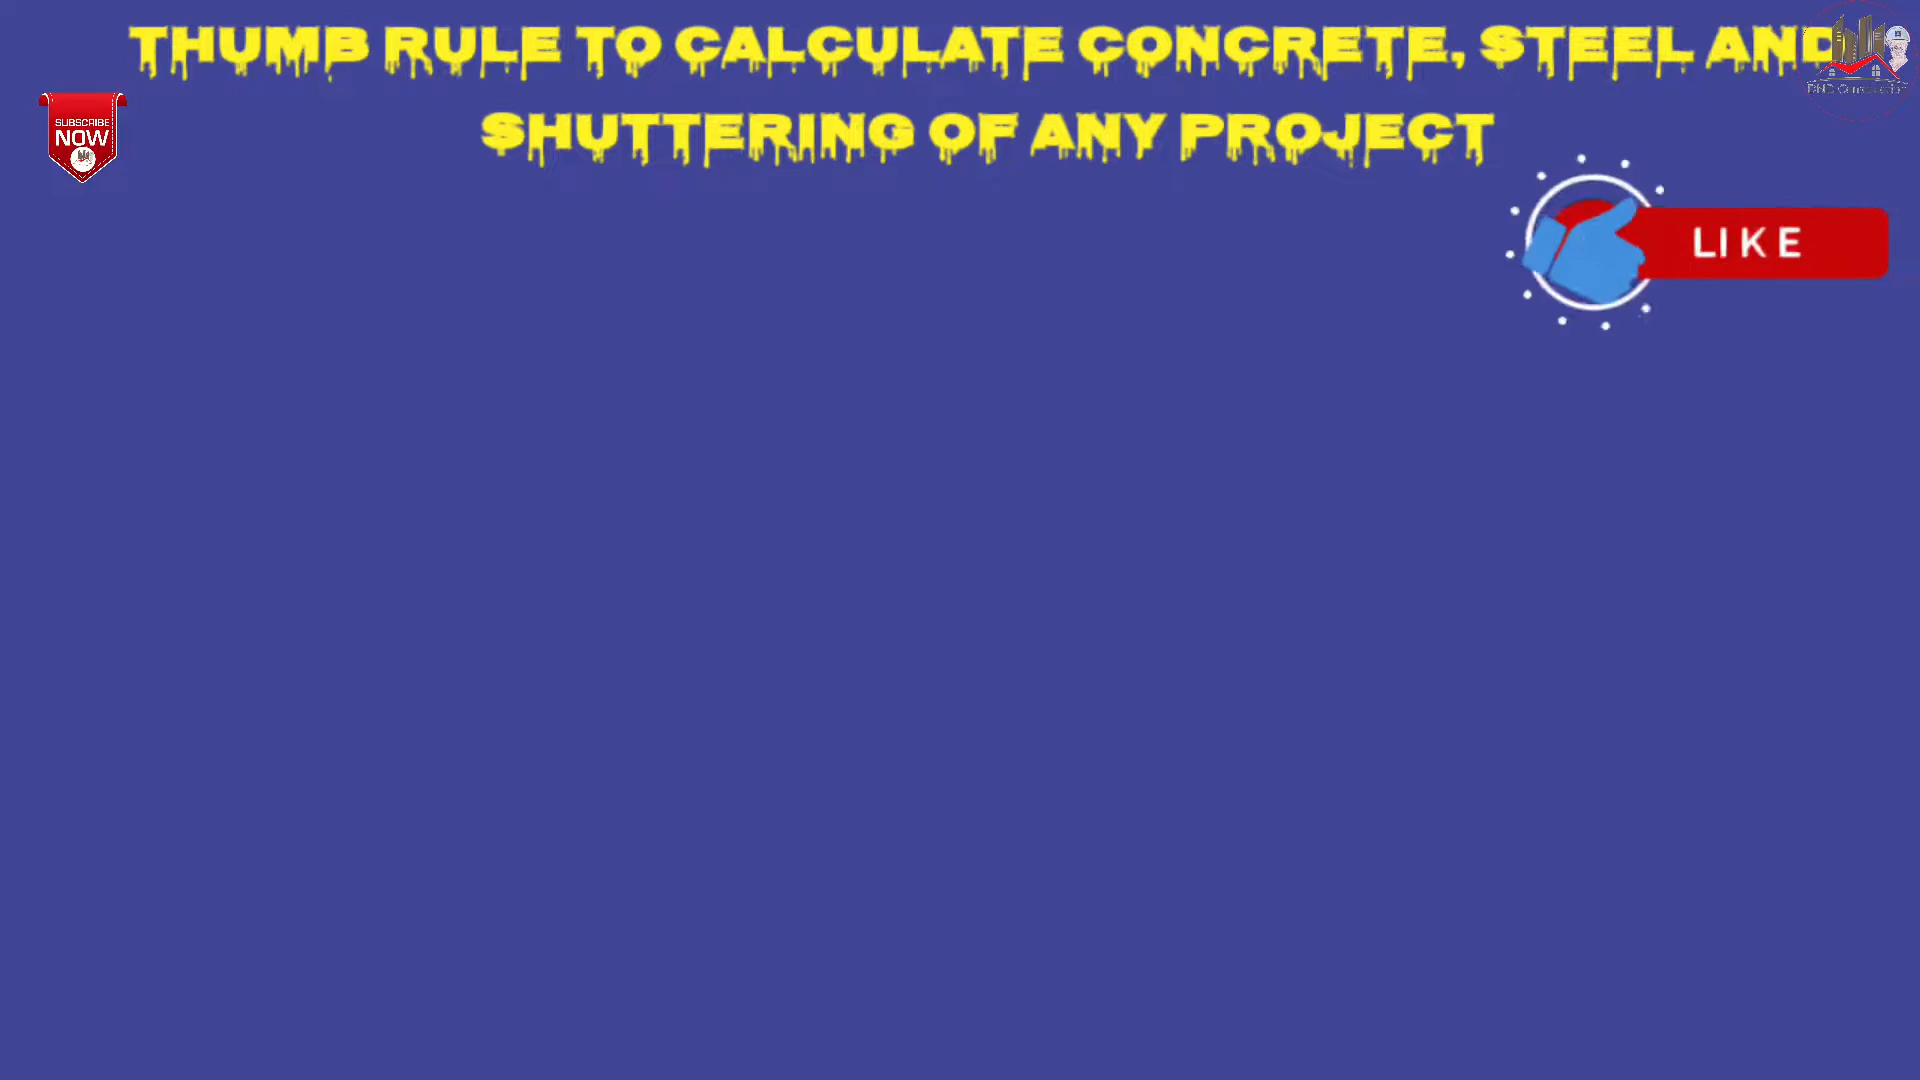 THUMB RULE TO CALCULATE CONCRETE, STEEL AND
SHUTTERING OF ANY PROJECT
SUBSCRIBE
NOW
LIKE